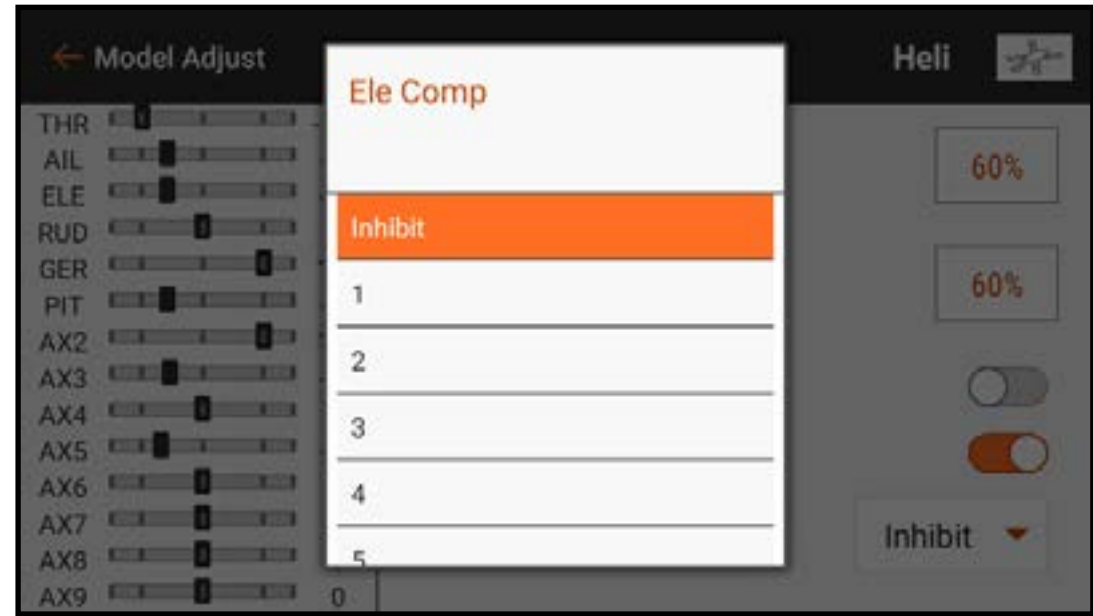 Model Adjust
Heli
Ele Comp
Inhibit
1
2
3
4
5
THR
AIL
ELE
RUD
GER
PIT
AX2
AX3
AX4
AX5
AX6
AX7
AX8
AX9
0
60%
60%
Inhibit